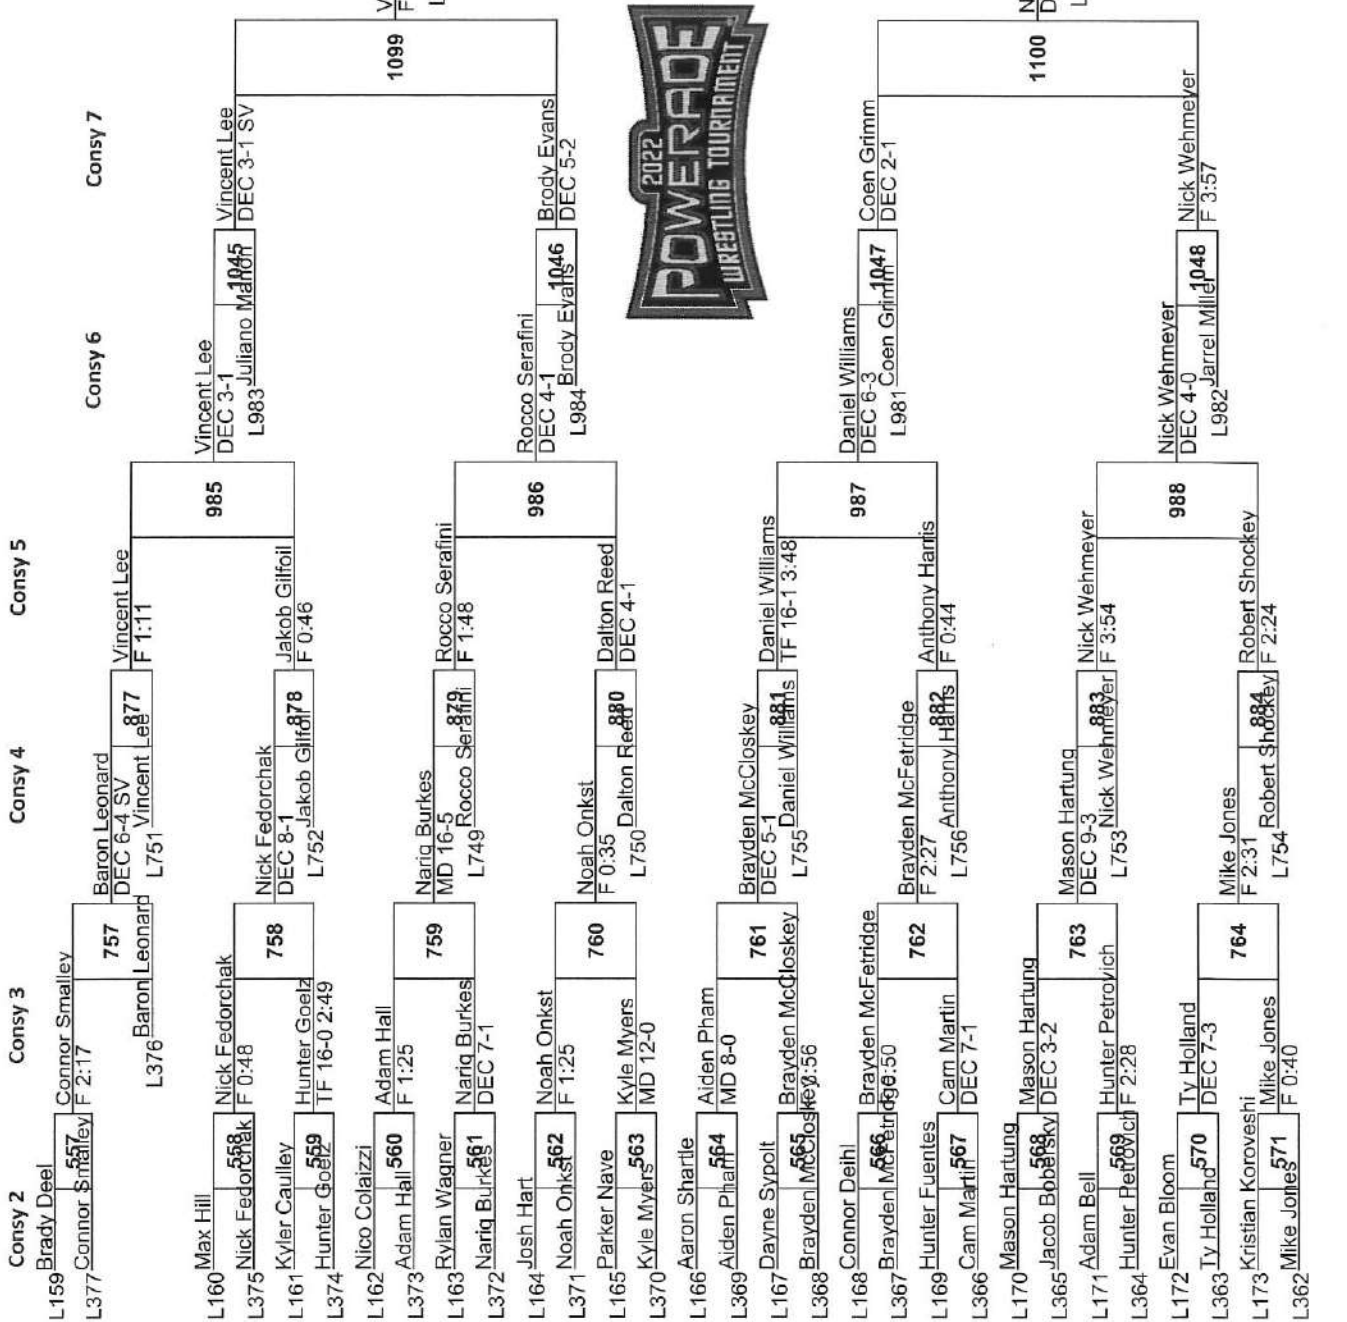 Consy 2
Consy 3
Consy 4
Consy 5
Consy 6
Consy 7
L159 Brady Deel
L377 Connor Smalley
557
L160 Max Hill
L375 Nick Fedorchak
558
L161 Kyler Caulley
L374 Hunter Goelz
559
L162 Nico Colaizzi
L373 Adam Hall
560
L163 Rylan Wagner
L372 Nariq Burkes
561
L164 Josh Hart
L371 Noah Onkst
562
L165 Parker Nave
L370 Kyle Myers
563
L166 Aaron Shartle
L369 Aiden Pham
564
L167 Dayne Sypolt
L368 Brayden McCloskey
565
L168 Connor Deihl
L367 Brayden McFetridge
566
L169 Hunter Fuentes
L366 Cam Martin
567
L170 Mason Hartung
L365 Jacob Bobersky
568
L171 Adam Bell
L364 Hunter Petrovich
569
L172 Evan Bloom
L363 Ty Holland
570
L173 Kristian Koroveshi
L362 Mike Jones
571
Connor Smalley
F 2:17
L376 Baron Leonard
757
Nick Fedorchak
F 0:48
Hunter Goelz
TF 16-0 2:49
758
Adam Hall
F 1:25
Nariq Burkes
DEC 7-1
759
Noah Onkst
F 1:25
Kyle Myers
MD 12-0
760
Aiden Pham
MD 8-0
Brayden McCloskey
:56
761
Brayden McFetridge
:50
Cam Martin
DEC 7-1
762
Mason Hartung
DEC 3-2
Hunter Petrovich
F 2:28
763
Ty Holland
DEC 7-3
Mike Jones
F 0:40
764
Baron Leonard
DEC 6-4 SV
L751 Vincent Lee
877
Nick Fedorchak
DEC 8-1
L752 Jakob Gilfoil
878
Nariq Burkes
MD 16-5
L749 Rocco Serafini
879
Noah Onkst
F 0:35
L750 Dalton Reed
880
Brayden McCloskey
DEC 5-1
L755 Daniel Williams
881
Brayden McFetridge
F 2:27
L756 Anthony Harris
882
Mason Hartung
DEC 9-3
L753 Nick Wehmeyer
883
Mike Jones
F 2:31
L754 Robert Shockey
884
Vincent Lee
F 1:11
Jakob Gilfoil
F 0:46
985
Rocco Serafini
F 1:48
Dalton Reed
DEC 4-1
986
Daniel Williams
TF 16-1 3:48
Anthony Harris
F 0:44
987
Nick Wehmeyer
F 3:54
Robert Shockey
F 2:24
988
Vincent Lee
DEC 3-1
L983 Juliano Marion
1045
Rocco Serafini
DEC 4-1
L984 Brody Evans
1046
Daniel Williams
DEC 6-3
L981 Coen Grimm
1047
Nick Wehmeyer
DEC 4-0
L982 Jarrel Miller
1048
Vincent Lee
DEC 3-1 SV
Brody Evans
DEC 5-2
1099
Coen Grimm
DEC 2-1
Nick Wehmeyer
F 3:57
1100
2022
POWERADE
WRESTLING TOURNAMENT